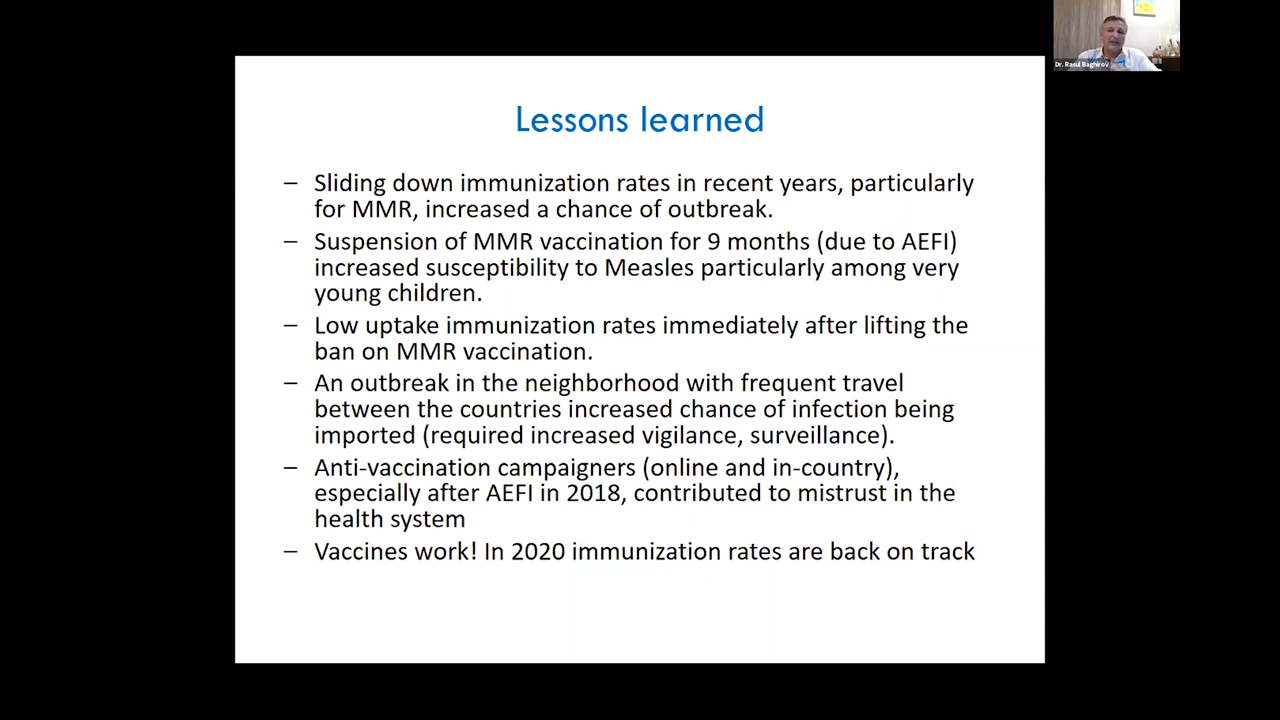 Dr. Rasul Baghirov
Lessons learned
– Sliding down immunization rates in recent years, particularly
for MMR, increased a chance of outbreak.
– Suspension of MMR vaccination for 9 months (due to AEFI)
increased susceptibility to Measles particularly among very
young children.
– Low uptake immunization rates immediately after lifting the
ban on MMR vaccination.
– An outbreak in the neighborhood with frequent travel
between the countries increased chance of infection being
imported (required increased vigilance, surveillance).
– Anti-vaccination campaigners (online and in-country),
especially after AEFI in 2018, contributed to mistrust in the
health system
– Vaccines work! In 2020 immunization rates are back on track